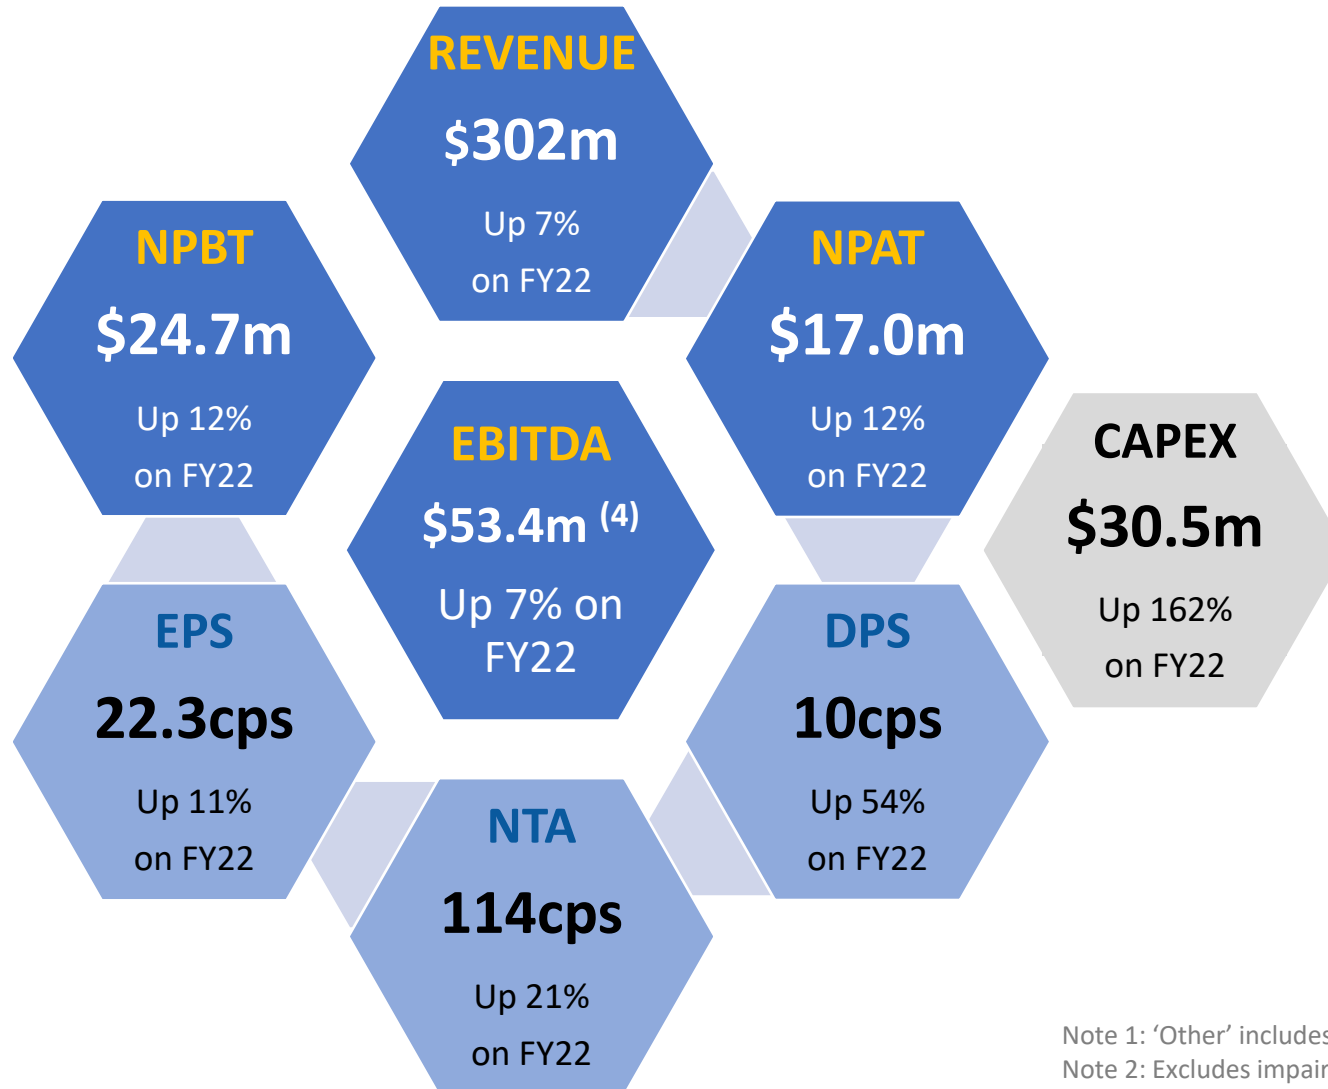 REVENUE
$302m
Up 7%
on FY22
NPBT
$24.7m
Up 12%
on FY22
NPAT
$17.0m
Up 12%
on FY22
EBITDA
$53.4m (4)
Up 7% on
FY22
CAPEX
$30.5m
Up 162%
on FY22
EPS
22.3cps
Up 11%
on FY22
DPS
10cps
Up 54%
on FY22
NTA
114cps
Up 21%
on FY22
Note 1: ‘Other’ includes
Note 2: Excludes impair